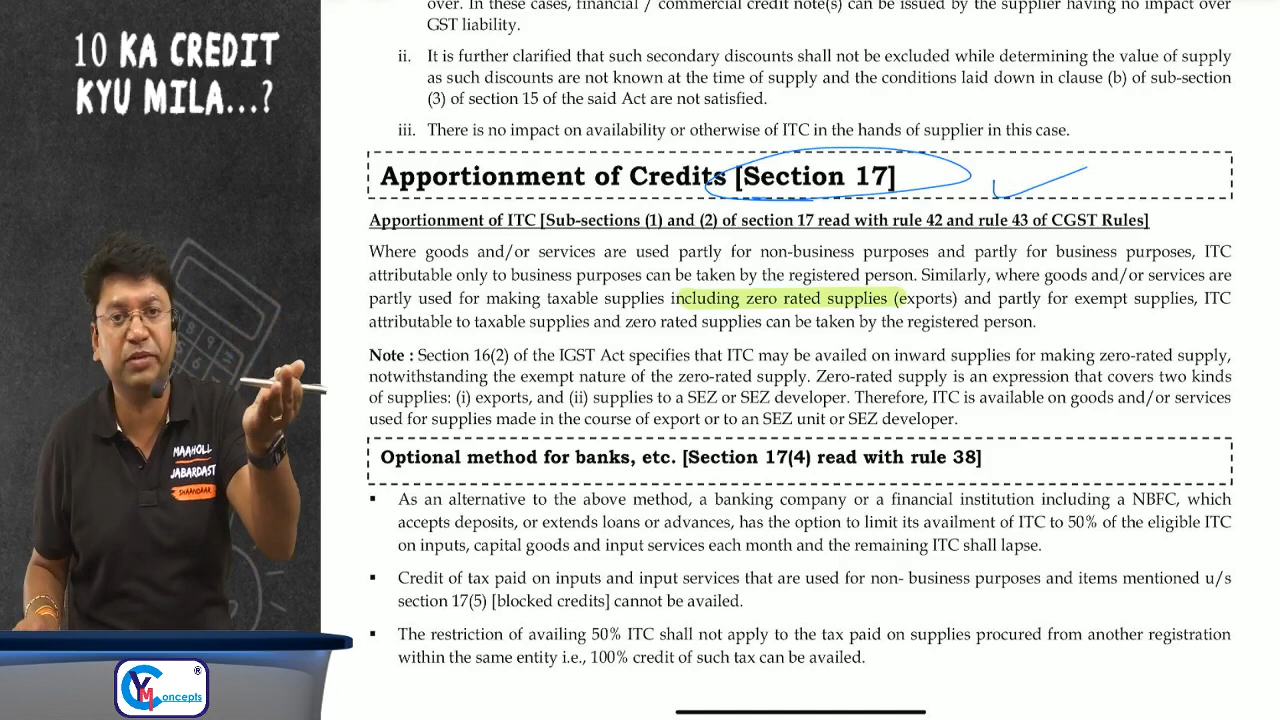 10 KA CREDIT
KYU MILA...?
over. In these cases, financial / commercial credit note(s) can be issued by the supplier having no impact over
GST liability.
ii. It is further clarified that such secondary discounts shall not be excluded while determining the value of supply
as such discounts are not known at the time of supply and the conditions laid down in clause (b) of sub-section
(3) of section 15 of the said Act are not satisfied.
iii. There is no impact on availability or otherwise of ITC in the hands of supplier in this case.
Apportionment of Credits [Section 17]
Apportionment of ITC [Sub-sections (1) and (2) of section 17 read with rule 42 and rule 43 of CGST Rules]
Where goods and/or services are used partly for non-business purposes and partly for business purposes, ITC
attributable only to business purposes can be taken by the registered person. Similarly, where goods and/or services are
partly used for making taxable supplies including zero rated supplies (exports) and partly for exempt supplies, ITC
attributable to taxable supplies and zero rated supplies can be taken by the registered person.
Note : Section 16(2) of the IGST Act specifies that ITC may be availed on inward supplies for making zero-rated supply,
notwithstanding the exempt nature of the zero-rated supply. Zero-rated supply is an expression that covers two kinds
of supplies: (i) exports, and (ii) supplies to a SEZ or SEZ developer. Therefore, ITC is available on goods and/or services
used for supplies made in the course of export or to an SEZ unit or SEZ developer.
Optional method for banks, etc. [Section 17(4) read with rule 38]
▪ As an alternative to the above method, a banking company or a financial institution including a NBFC, which
accepts deposits, or extends loans or advances, has the option to limit its availment of ITC to 50% of the eligible ITC
on inputs, capital goods and input services each month and the remaining ITC shall lapse.
▪ Credit of tax paid on inputs and input services that are used for non- business purposes and items mentioned u/s
section 17(5) [blocked credits] cannot be availed.
▪ The restriction of availing 50% ITC shall not apply to the tax paid on supplies procured from another registration
within the same entity i.e., 100% credit of such tax can be availed.
MAAHOLL
JABARDAST
SHAANDAAR
CYM oncepts ®